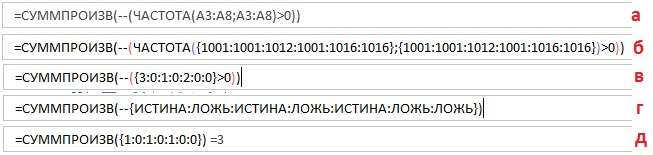 =СУММПРОИЗВ(--(ЧАСТОТА(A3:A8;A3:A8)>0)) а
=СУММПРОИЗВ(--(ЧАСТОТА({1001:1001:1012:1001:1016:1016};{1001:1001:1012:1001:1016:1016})>0)) б
=СУММПРОИЗВ(--({3:0:1:0:2:0:0}>0)) в
=СУММПРОИЗВ(--{ИСТИНА:ЛОЖЬ:ИСТИНА:ЛОЖЬ:ИСТИНА:ЛОЖЬ:ЛОЖЬ}) г
=СУММПРОИЗВ({1:0:1:0:1:0:0}) =3 д